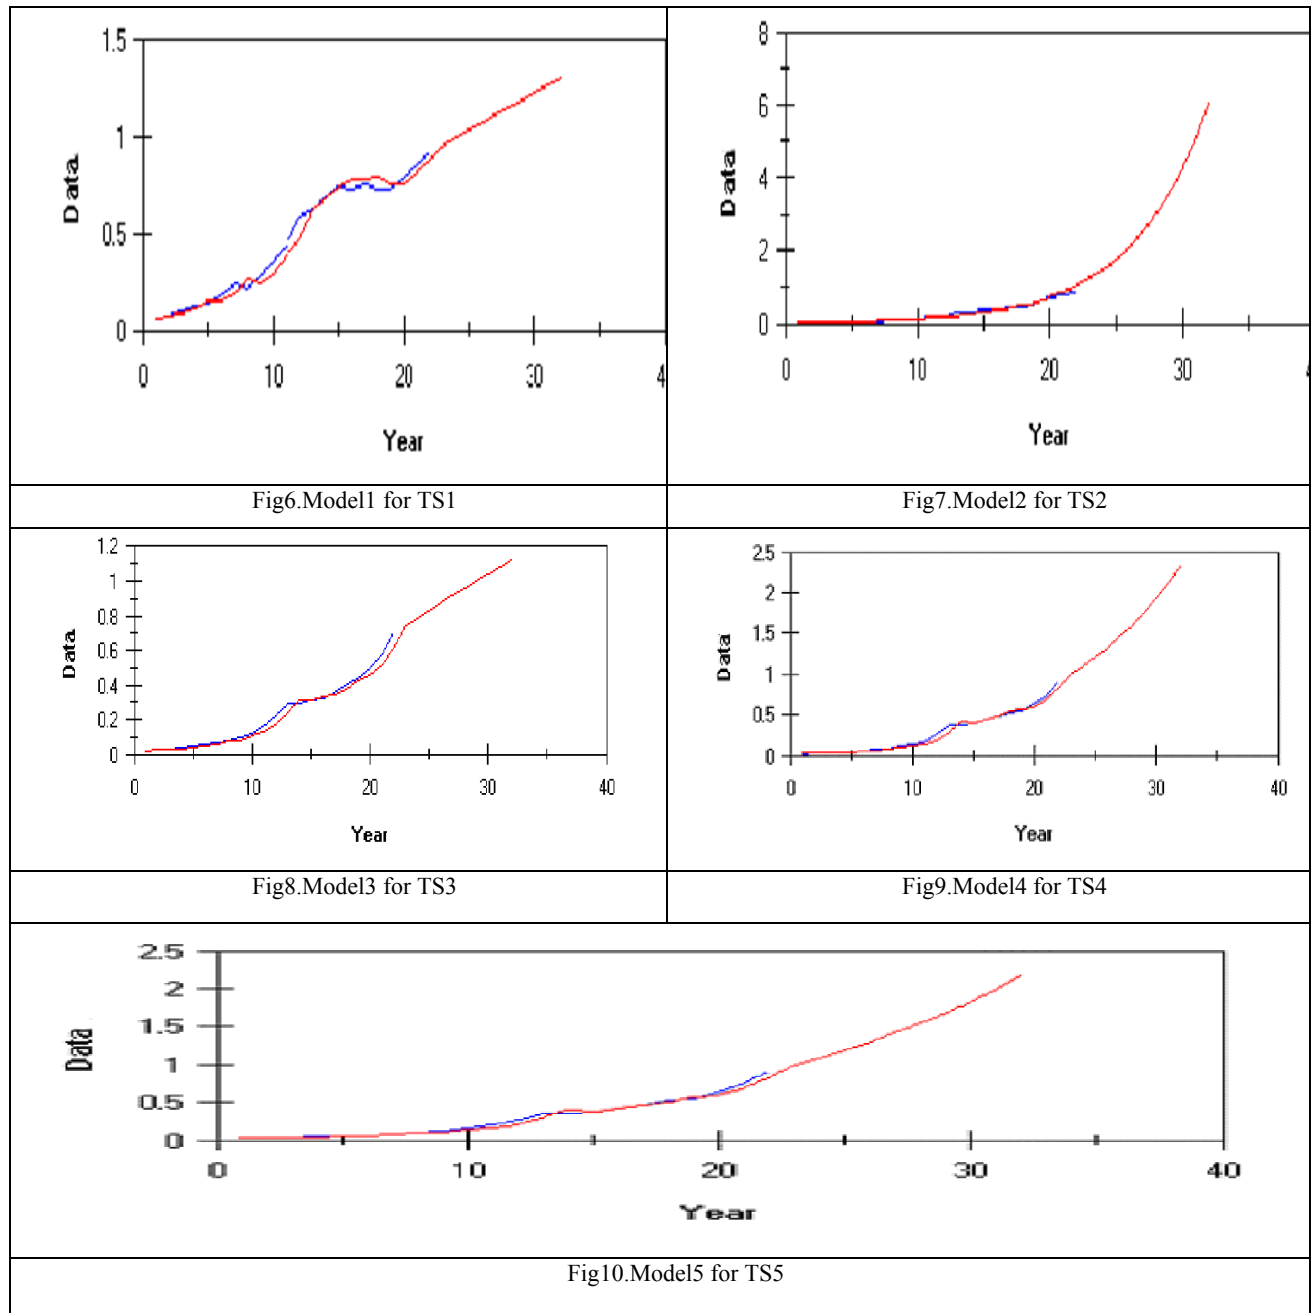 1.5
1
0.5
0
0 10 20 30 4
Data
Year
Fig6.Model1 for TS1
8
6
4
2
0
0 10 20 30
Data
Year
Fig7.Model2 for TS2
1.2
1
0.8
0.6
0.4
0.2
0
0 10 20 30 40
Data
Year
Fig8.Model3 for TS3
2.5
2
1.5
1
0.5
0
0 10 20 30 40
Data
Year
Fig9.Model4 for TS4
2.5
2
1.5
1
0.5
0
0 10 20 30 40
Data
Year
Fig10.Model5 for TS5